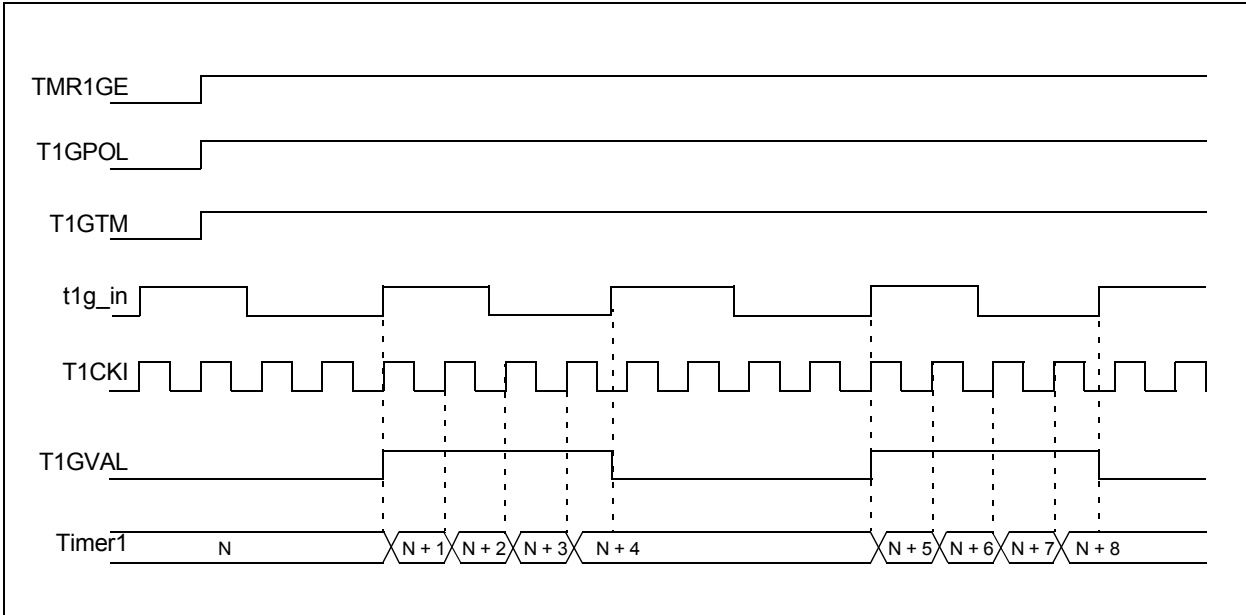 TMR1GE
T1GPOL
T1GTM
t1g_in
T1CKI
T1GVAL
Timer1 N N + 1 N + 2 N + 3 N + 4 N + 5 N + 6 N + 7 N + 8